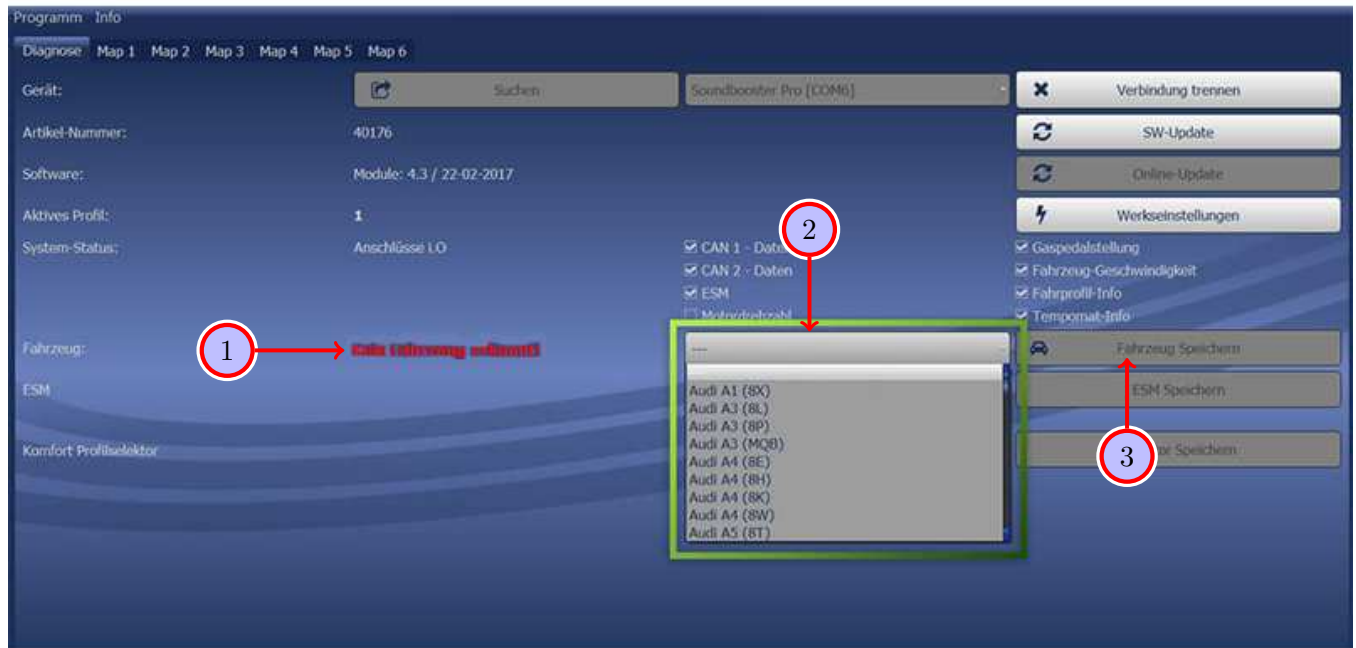 Programm Info
Diagnose Map 1 Map 2 Map 3 Map 4 Map 5 Map 6
Gerät: Suchen Soundbooster Pro [COM6] Verbindung trennen
Artikel-Nummer: 40176 SW-Update
Software: Module: 4.3 / 22-02-2017 Online-Update
Aktives Profil: 1 Werkseinstellungen
2
System-Status: Anschlüsse I.O CAN 1 - Daten Gaspedalstellung
CAN 2 - Daten Fahrzeug-Geschwindigkeit
ESM Fahrprofil-Info
Motordrehzahl Tempomat-Info
Fahrzeug: 1 --- Fahrzeug Speichern
ESM ESM Speichern
Audi A1 (8X)
Audi A3 (8L)
Audi A3 (8P)
Audi A3 (MQB)
Komfort Profilselektor 3 Speichern
Audi A4 (8E)
Audi A4 (8H)
Audi A4 (8K)
Audi A4 (8W)
Audi A5 (8T)